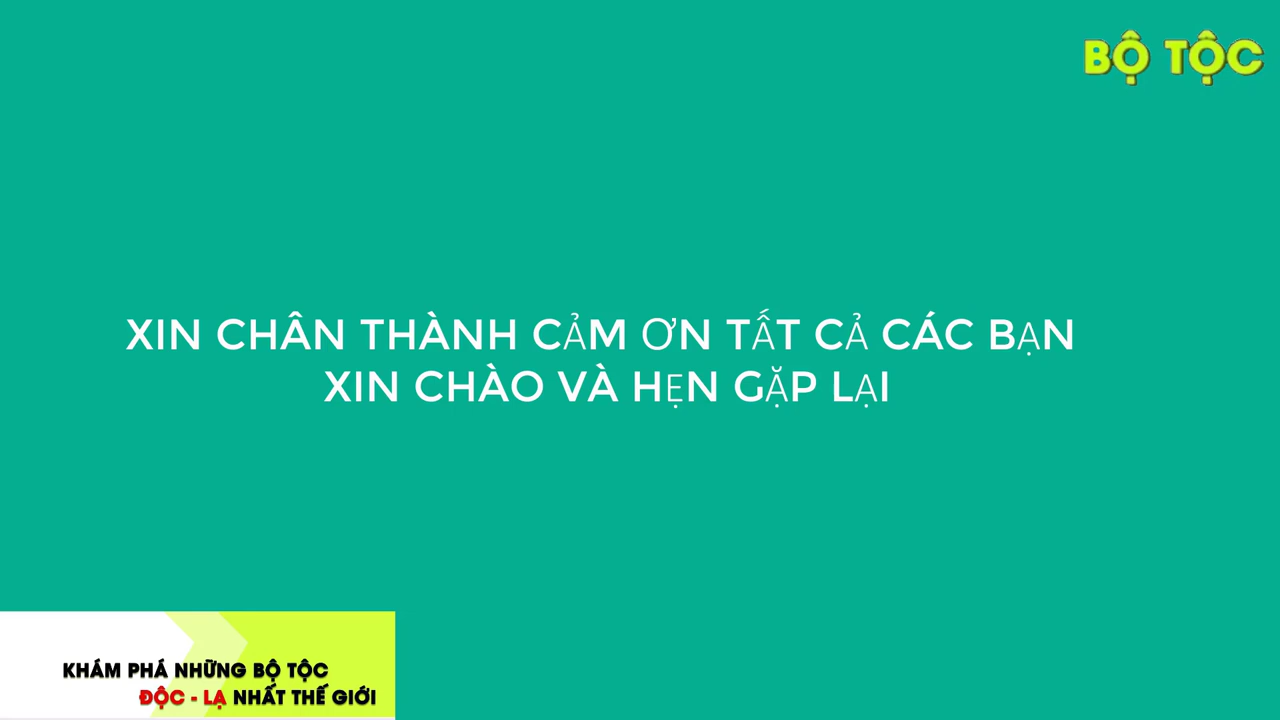 BỘ TỘC
XIN CHÂN THÀNH CẢM ƠN TẤT CẢ CÁC BẠN
XIN CHÀO VÀ HẸN GẶP LẠI
KHÁM PHÁ NHỮNG BỘ TỘC
ĐỘC - LẠ NHẤT THẾ GIỚI